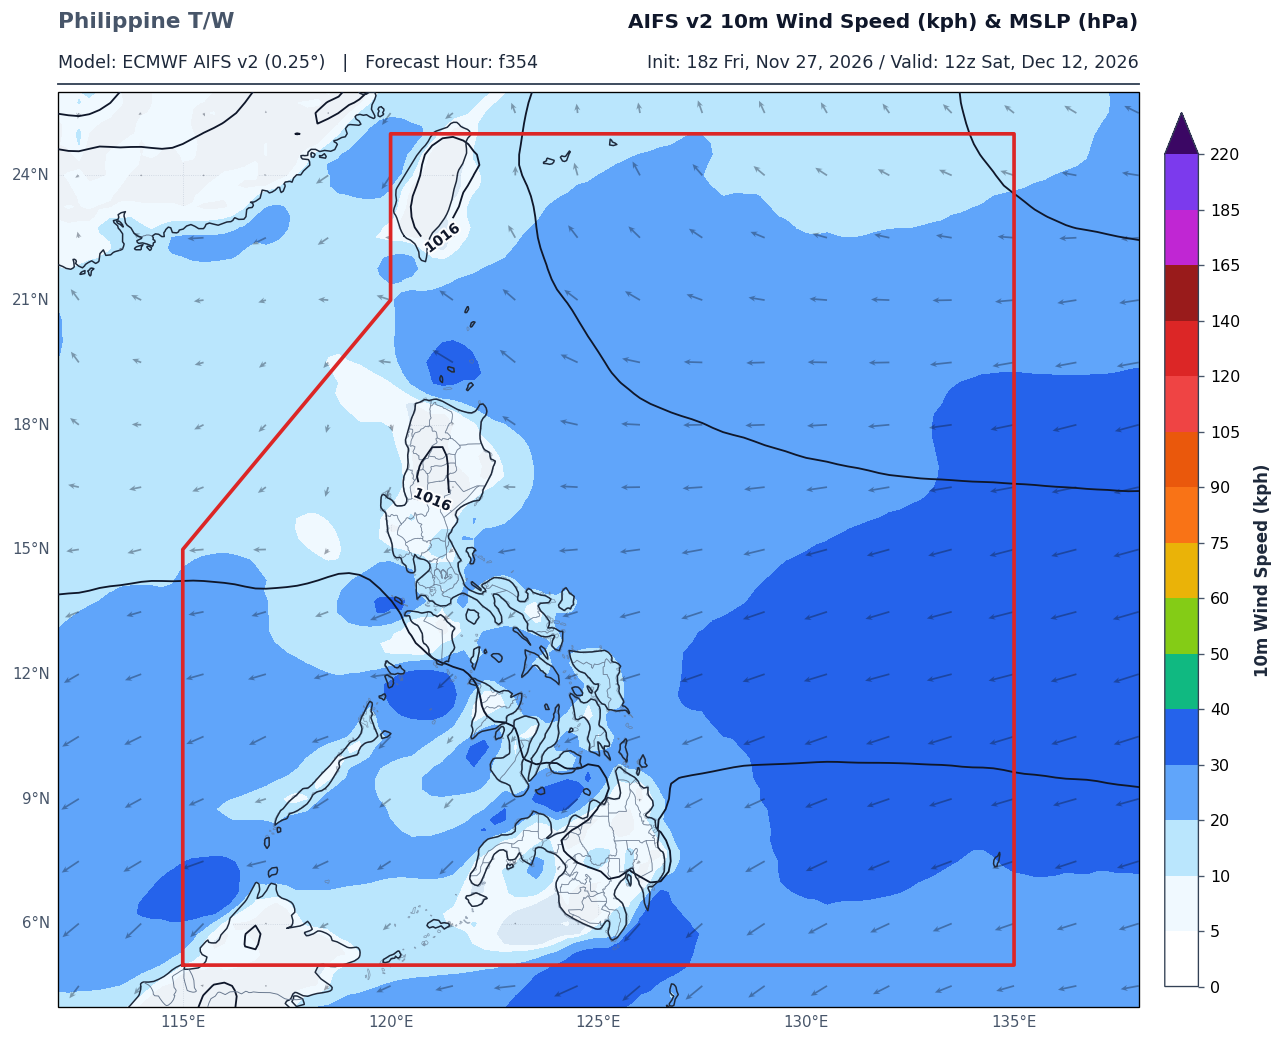 Philippine T/W
AIFS v2 10m Wind Speed (kph) & MSLP (hPa)
Model: ECMWF AIFS v2 (0.25°) | Forecast Hour: f354
Init: 18z Fri, Nov 27, 2026 / Valid: 12z Sat, Dec 12, 2026
24°N
21°N
18°N
15°N
12°N
9°N
6°N
1016
1016
115°E
120°E
125°E
130°E
135°E
220
185
165
140
120
105
90
75
60
50
40
30
20
10
5
0
10m Wind Speed (kph)